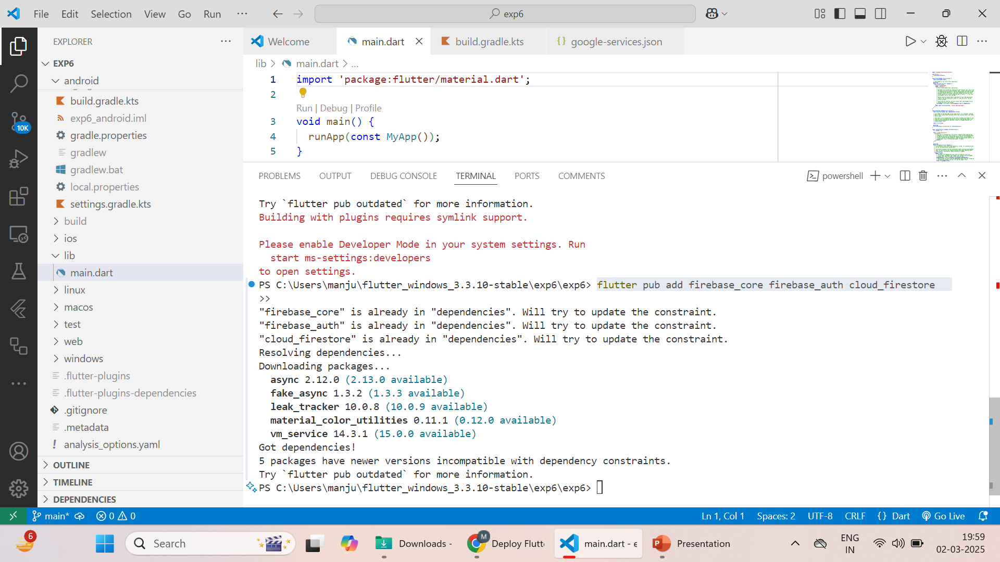 File Edit Selection View Go Run ...
exp6
EXPLORER ...
Welcome main.dart build.gradle.kts {} google-services.json
EXP6
android
build.gradle.kts
exp6_android.iml
gradle.properties
gradlew
gradlew.bat
local.properties
settings.gradle.kts
build
ios
lib
main.dart
linux
macos
test
web
windows
.flutter-plugins
.flutter-plugins-dependencies
.gitignore
.metadata
! analysis_options.yaml
OUTLINE
TIMELINE
DEPENDENCIES
10K
lib > main.dart > ...
1 import 'package:flutter/material.dart';
2
Run | Debug | Profile
3 void main() {
4 runApp(const MyApp());
5 }
PROBLEMS OUTPUT DEBUG CONSOLE TERMINAL PORTS COMMENTS
powershell
Try `flutter pub outdated` for more information.
Building with plugins requires symlink support.
Please enable Developer Mode in your system settings. Run
start ms-settings:developers
to open settings.
PS C:\Users\manju\flutter_windows_3.3.10-stable\exp6\exp6> flutter pub add firebase_core firebase_auth cloud_firestore
>>
"firebase_core" is already in "dependencies". Will try to update the constraint.
"firebase_auth" is already in "dependencies". Will try to update the constraint.
"cloud_firestore" is already in "dependencies". Will try to update the constraint.
Resolving dependencies...
Downloading packages...
async 2.12.0 (2.13.0 available)
fake_async 1.3.2 (1.3.3 available)
leak_tracker 10.0.8 (10.0.9 available)
material_color_utilities 0.11.1 (0.12.0 available)
vm_service 14.3.1 (15.0.0 available)
Got dependencies!
5 packages have newer versions incompatible with dependency constraints.
Try `flutter pub outdated` for more information.
PS C:\Users\manju\flutter_windows_3.3.10-stable\exp6\exp6>
main* 0 0 Ln 1, Col 1 Spaces: 2 UTF-8 CRLF {} Dart Go Live
6
Search
Downloads -
M
Deploy Flutt
main.dart - e
P
Presentation
ENG
IN
19:59
02-03-2025